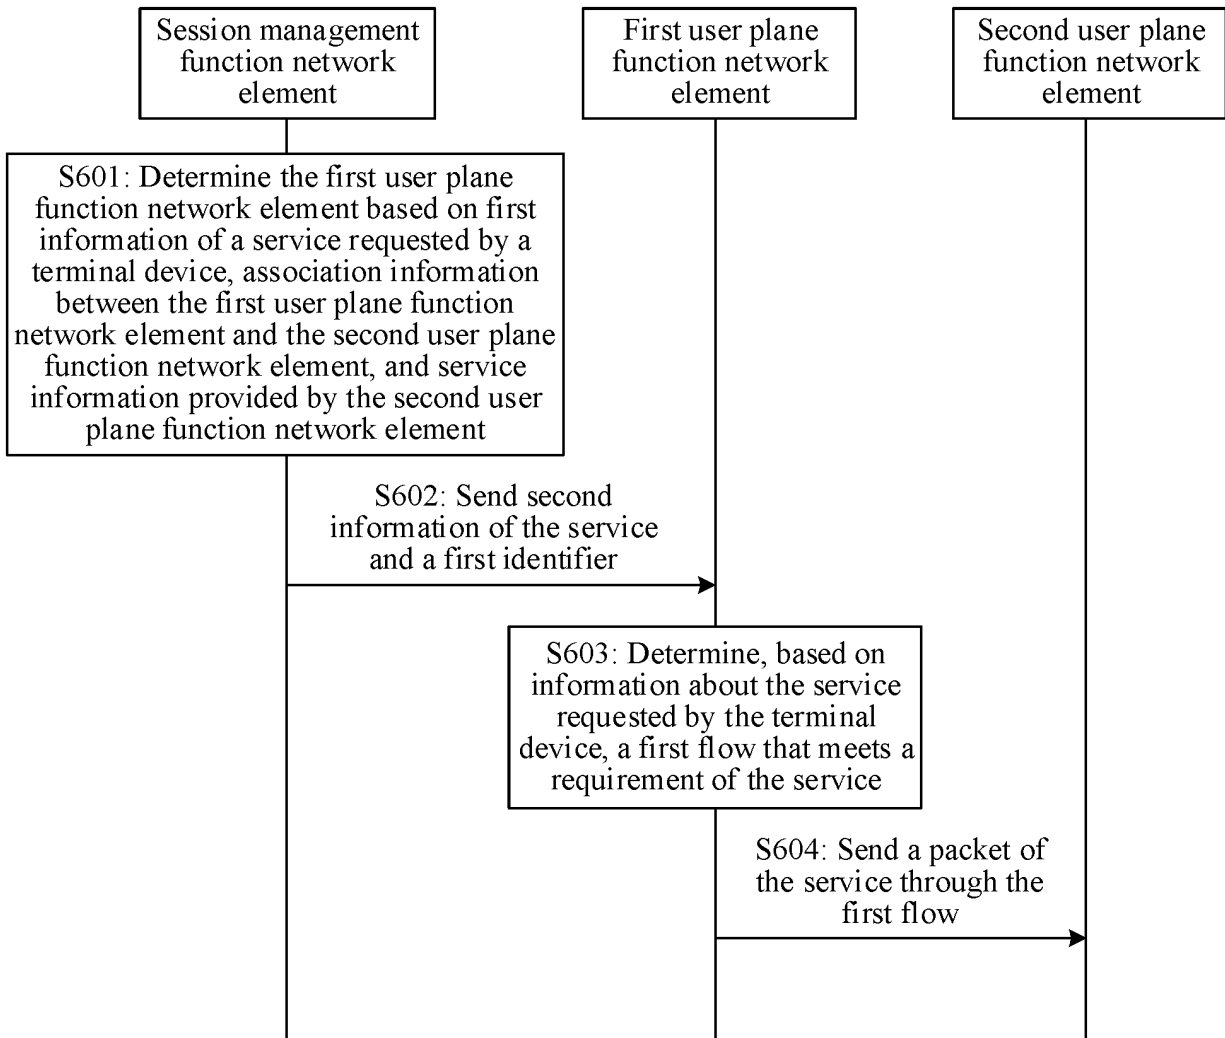 Session management
function network
element
First user plane
function network
element
Second user plane
function network
element
S601: Determine the first user plane
function network element based on first
information of a service requested by a
terminal device, association information
between the first user plane function
network element and the second user plane
function network element, and service
information provided by the second user
plane function network element
S602: Send second
information of the service
and a first identifier
S603: Determine, based on
information about the service
requested by the terminal
device, a first flow that meets a
requirement of the service
S604: Send a packet of
the service through the
first flow